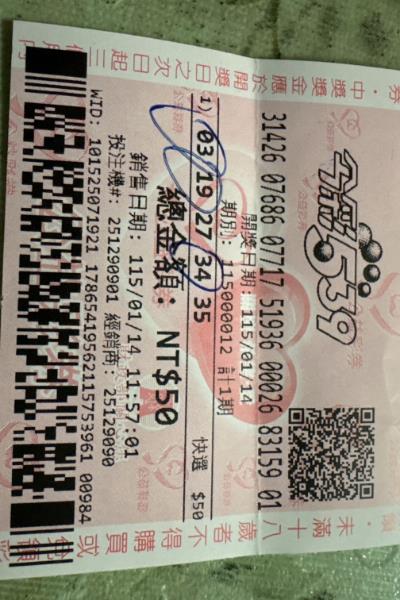 今彩539
31426 07686 07717 51936 00026 83159 01
開獎日期: 115/01/14
期別: 115000012 計1期
1) 03 19 27 34 35 快選 $50
總金額: NT$50
銷售日期: 115/01/14 11:57:01
投注機#: 251290901 經銷商: 25129090
WID: 101525071921 17865419562115753961 00984
券‧中獎獎金應於開獎日之次日起三個月內
未滿十八歲者不得購買或兌領